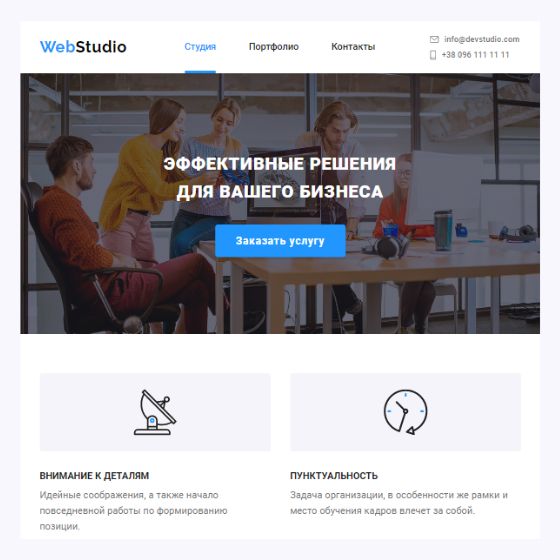 WebStudio
Студия
Портфолио
Контакты
info@devstudio.com
+38 096 111 11 11
ЭФФЕКТИВНЫЕ РЕШЕНИЯ
ДЛЯ ВАШЕГО БИЗНЕСА
Заказать услугу
ВНИМАНИЕ К ДЕТАЛЯМ
Идейные соображения, а также начало
повседневной работы по формированию
позиции.
ПУНКТУАЛЬНОСТЬ
Задача организации, в особенности же рамки и
место обучения кадров влечет за собой.